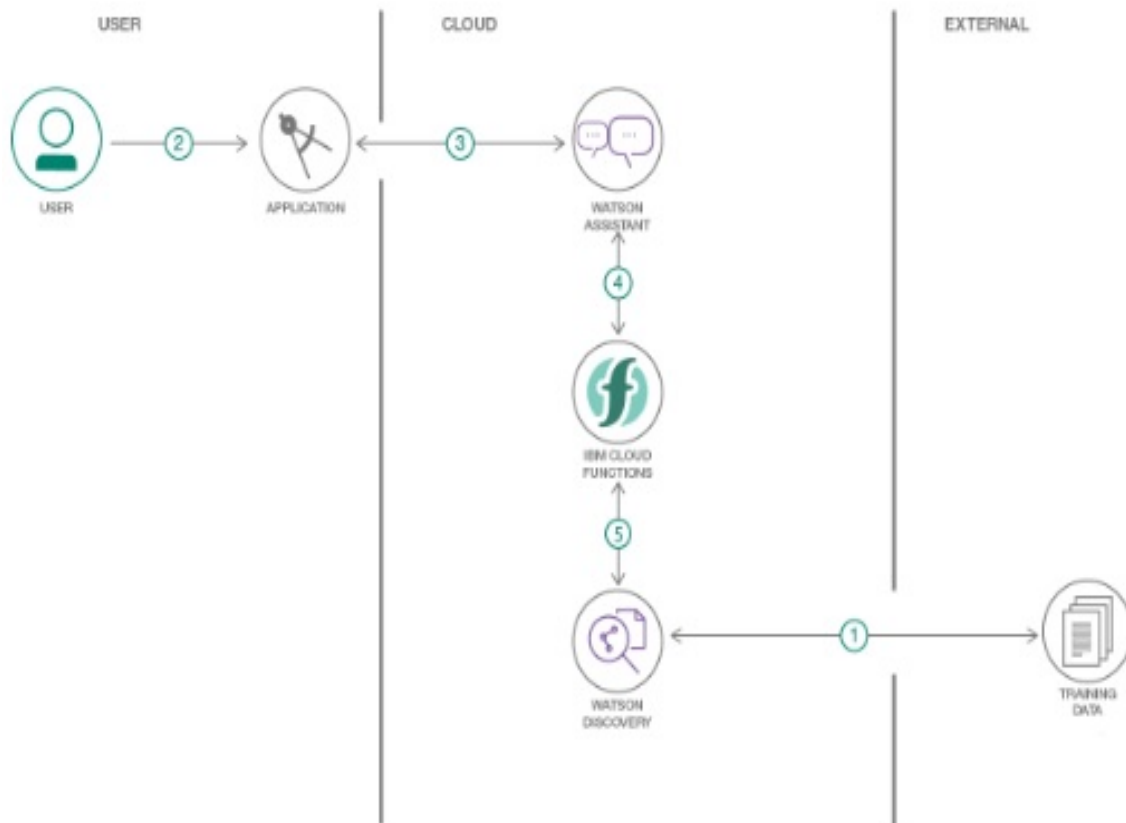 USER
CLOUD
EXTERNAL
2
3
USER
APPLICATION
WATSON
ASSISTANT
4
IBM CLOUD
FUNCTIONS
5
1
WATSON
DISCOVERY
TRAINING
DATA